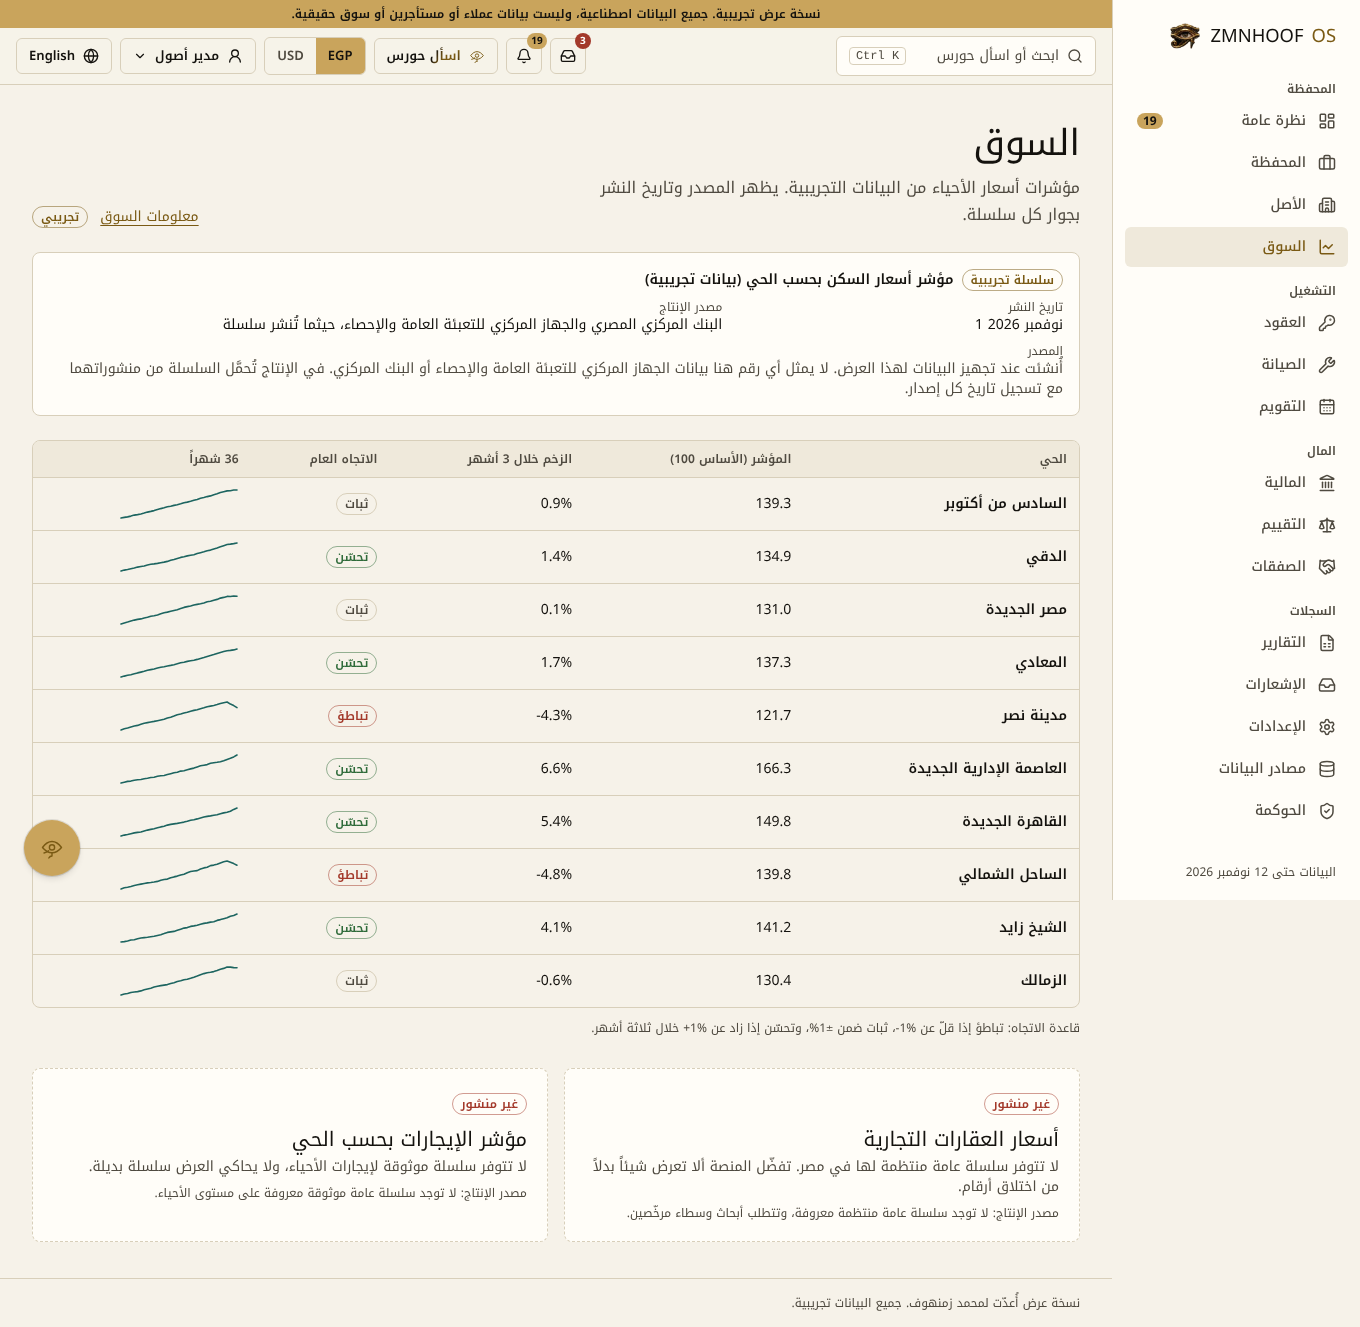 نسخة عرض تجريبية. جميع البيانات اصطناعية، وليست بيانات عملاء أو مستأجرين أو سوق حقيقية.
ZMNHOOF OS
المحفظة
نظرة عامة 19
المحفظة
الأصل
السوق
التشغيل
العقود
الصيانة
التقويم
المال
المالية
التقييم
الصفقات
السجلات
التقارير
الإشعارات
الإعدادات
مصادر البيانات
الحوكمة
البيانات حتى 12 نوفمبر 2026
ابحث أو اسأل حورس Ctrl K
3
19
اسأل حورس
EGP USD
مدير أصول
English
السوق
مؤشرات أسعار الأحياء من البيانات التجريبية. يظهر المصدر وتاريخ النشر
بجوار كل سلسلة.
معلومات السوق تجريبي
سلسلة تجريبية مؤشر أسعار السكن بحسب الحي (بيانات تجريبية)
تاريخ النشر مصدر الإنتاج
1 نوفمبر 2026 البنك المركزي المصري والجهاز المركزي للتعبئة العامة والإحصاء، حيثما تُنشر سلسلة
المصدر
أُنشئت عند تجهيز البيانات لهذا العرض. لا يمثل أي رقم هنا بيانات الجهاز المركزي للتعبئة العامة والإحصاء أو البنك المركزي. في الإنتاج تُحمَّل السلسلة من منشوراتهما
مع تسجيل تاريخ كل إصدار.
الحي المؤشر (الأساس 100) الزخم خلال 3 أشهر الاتجاه العام 36 شهراً
السادس من أكتوبر 139.3 0.9% ثبات
الدقي 134.9 1.4% تحسّن
مصر الجديدة 131.0 0.1% ثبات
المعادي 137.3 1.7% تحسّن
مدينة نصر 121.7 -4.3% تباطؤ
العاصمة الإدارية الجديدة 166.3 6.6% تحسّن
القاهرة الجديدة 149.8 5.4% تحسّن
الساحل الشمالي 139.8 -4.8% تباطؤ
الشيخ زايد 141.2 4.1% تحسّن
الزمالك 130.4 -0.6% ثبات
قاعدة الاتجاه: تباطؤ إذا قلّ عن 1%-، ثبات ضمن ±1%، وتحسّن إذا زاد عن 1%+ خلال ثلاثة أشهر.
غير منشور
أسعار العقارات التجارية
لا تتوفر سلسلة عامة منتظمة لها في مصر. تفضّل المنصة ألا تعرض شيئاً بدلاً
من اختلاق أرقام.
مصدر الإنتاج: لا توجد سلسلة عامة منتظمة معروفة، وتتطلب أبحاث وسطاء مرخّصين.
غير منشور
مؤشر الإيجارات بحسب الحي
لا تتوفر سلسلة موثوقة لإيجارات الأحياء، ولا يحاكي العرض سلسلة بديلة.
مصدر الإنتاج: لا توجد سلسلة عامة موثوقة معروفة على مستوى الأحياء.
نسخة عرض أُعدّت لمحمد زمنهوف. جميع البيانات تجريبية.